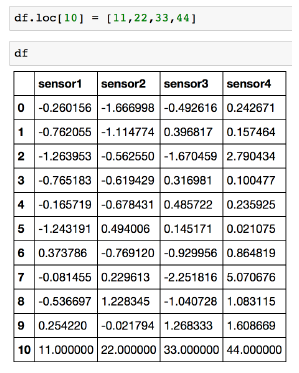 df.loc[10] = [11,22,33,44]
df
sensor1 sensor2 sensor3 sensor4
0 -0.260156 -1.666998 -0.492616 0.242671
1 -0.762055 -1.114774 0.396817 0.157464
2 -1.263953 -0.562550 -1.670459 2.790434
3 -0.765183 -0.619429 0.316981 0.100477
4 -0.165719 -0.678431 0.485722 0.235925
5 -1.243191 0.494006 0.145171 0.021075
6 0.373786 -0.769120 -0.929956 0.864819
7 -0.081455 0.229613 -2.251816 5.070676
8 -0.536697 1.228345 -1.040728 1.083115
9 0.254220 -0.021794 1.268333 1.608669
10 11.000000 22.000000 33.000000 44.000000